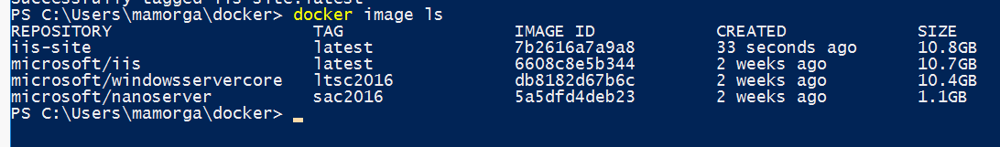 Successfully tagged iis-site:latest
PS C:\Users\mamorga\docker> docker image ls
REPOSITORY TAG IMAGE ID CREATED SIZE
iis-site latest 7b2616a7a9a8 33 seconds ago 10.8GB
microsoft/iis latest 6608c8e5b344 2 weeks ago 10.7GB
microsoft/windowsservercore ltsc2016 db8182d67b6c 2 weeks ago 10.4GB
microsoft/nanoserver sac2016 5a5dfd4deb23 2 weeks ago 1.1GB
PS C:\Users\mamorga\docker>